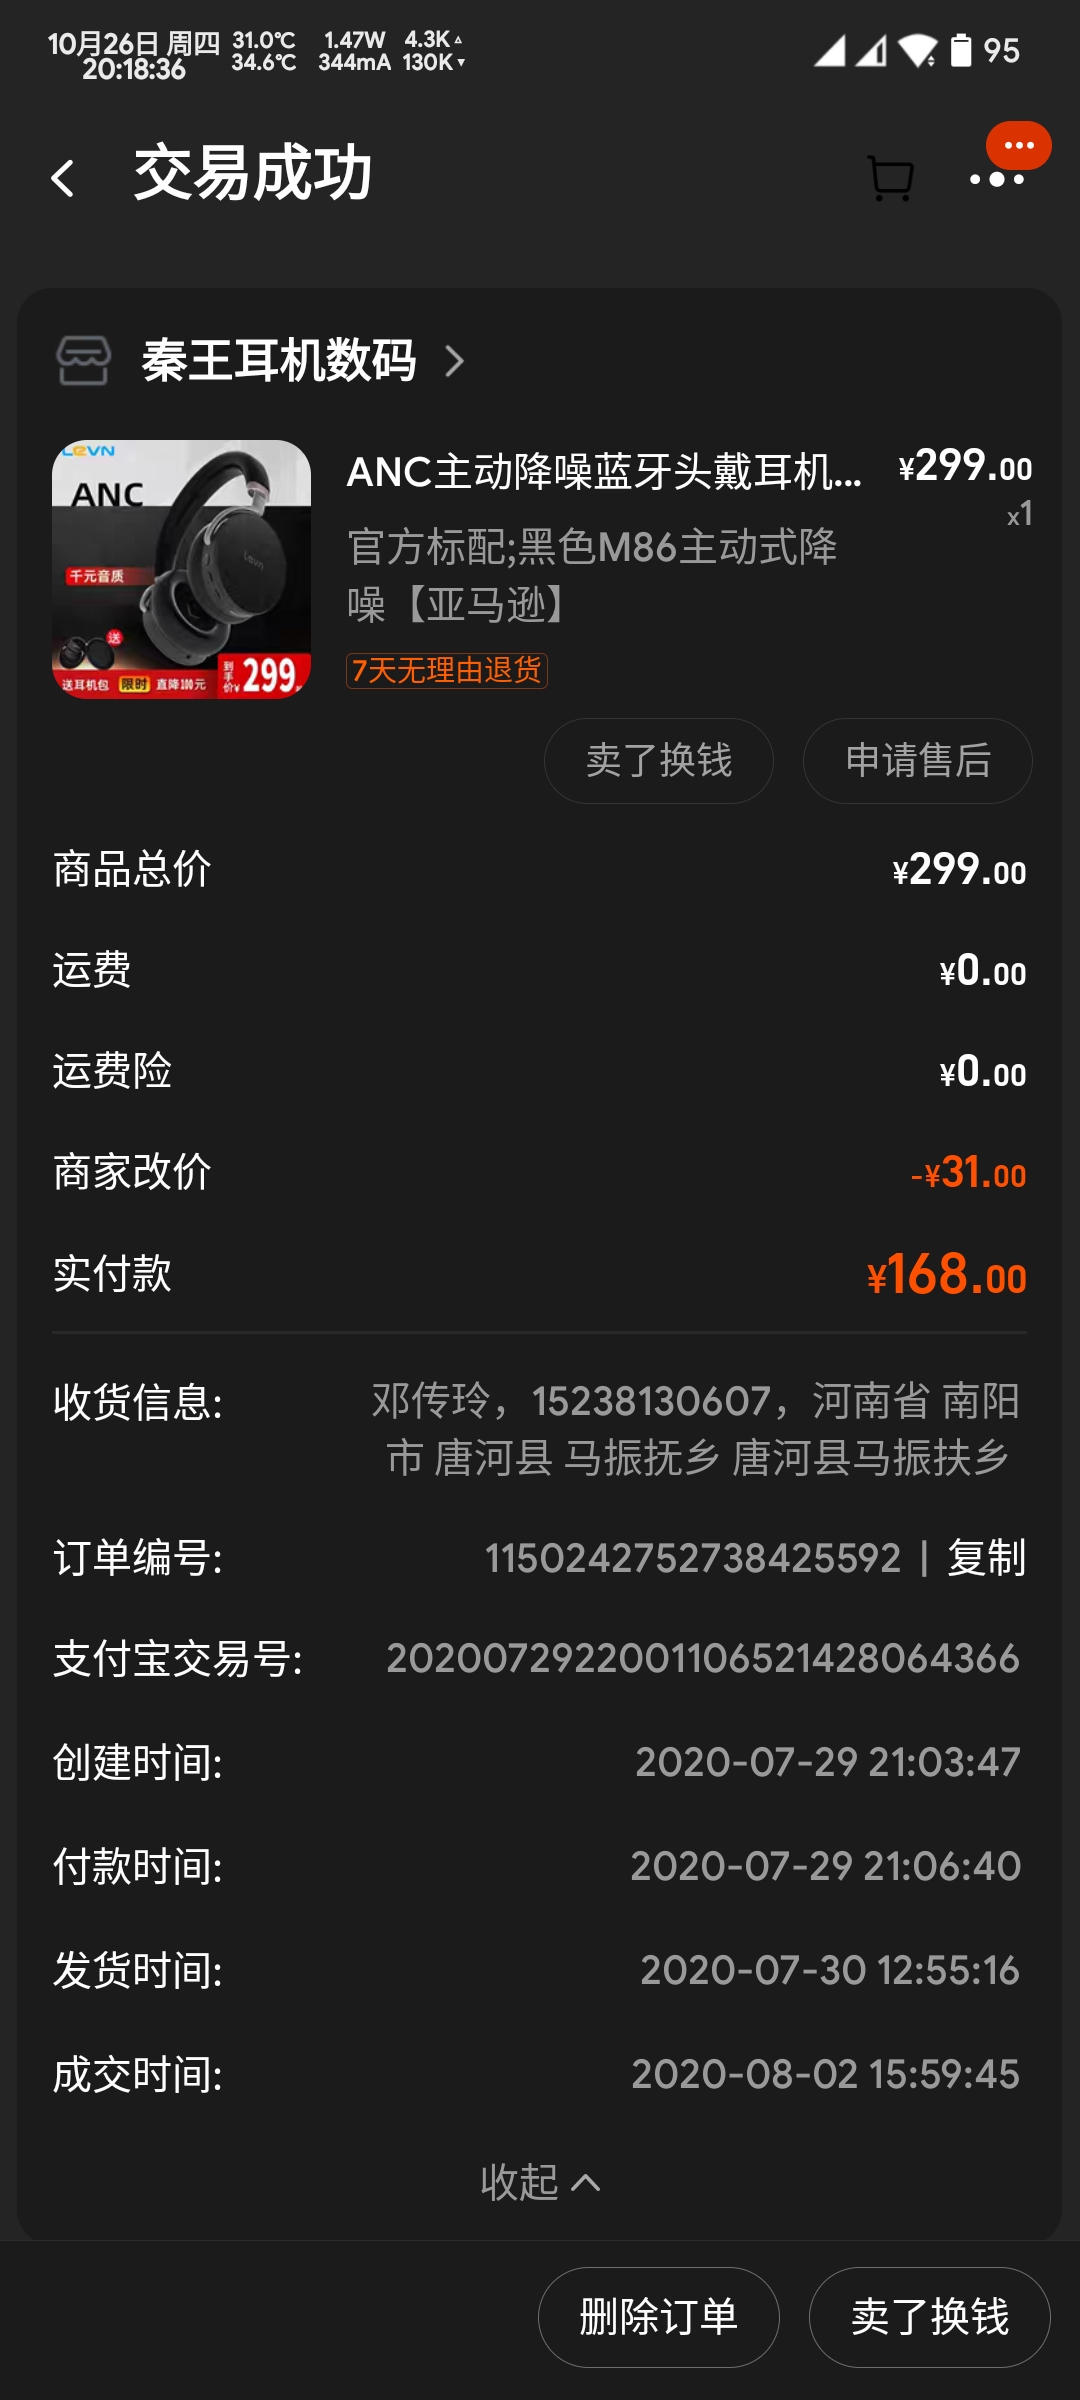 10月26日 周四 31.0℃ 1.47W 4.3K
20:18:36 34.6℃ 344mA 130K
95
交易成功
秦王耳机数码
LEVN
ANC
千元音质
送
送耳机包 限时 直降100元 到手价¥299
ANC主动降噪蓝牙头戴耳机... ¥299.00
x1
官方标配;黑色M86主动式降
噪【亚马逊】
7天无理由退货
卖了换钱 申请售后
商品总价 ¥299.00
运费 ¥0.00
运费险 ¥0.00
商家改价 -¥31.00
实付款 ¥168.00
收货信息: 邓传玲，15238130607，河南省 南阳
市 唐河县 马振抚乡 唐河县马振扶乡
订单编号: 1150242752738425592 | 复制
支付宝交易号: 2020072922001106521428064366
创建时间: 2020-07-29 21:03:47
付款时间: 2020-07-29 21:06:40
发货时间: 2020-07-30 12:55:16
成交时间: 2020-08-02 15:59:45
收起
删除订单 卖了换钱